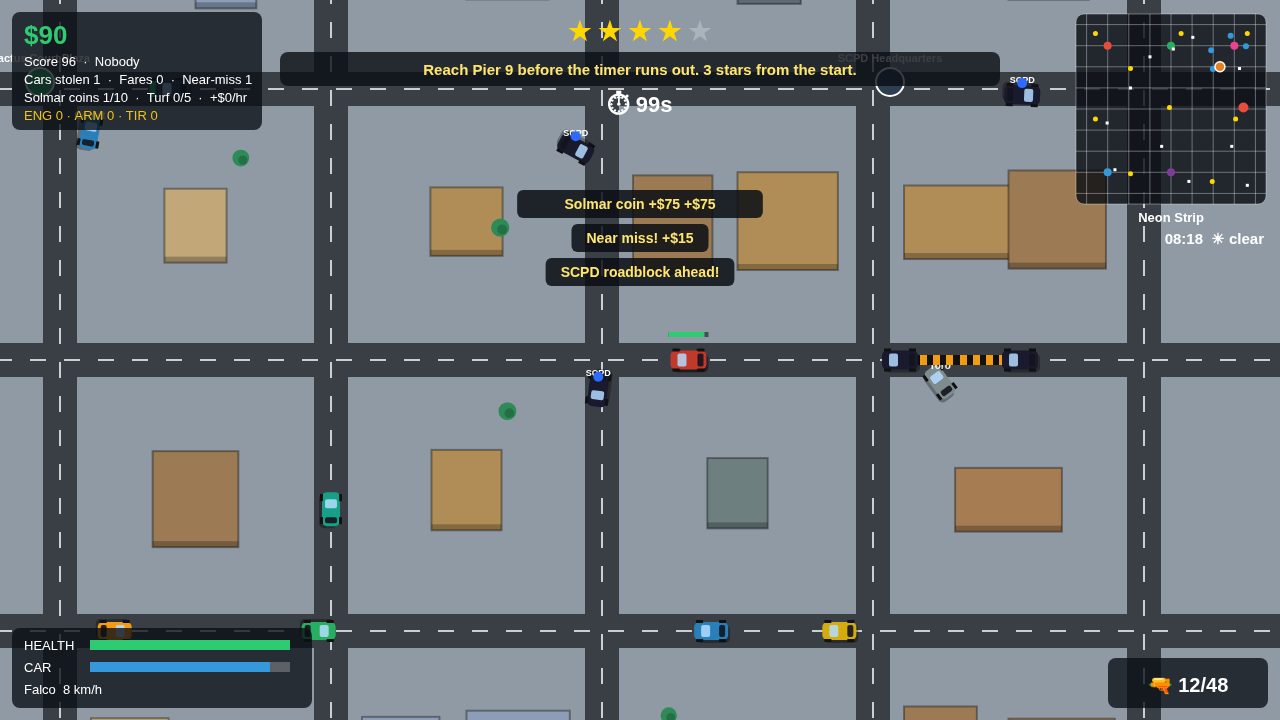 $90
Score 96 · Nobody
Cars stolen 1 · Fares 0 · Near-miss 1
Solmar coins 1/10 · Turf 0/5 · +$0/hr
ENG 0 · ARM 0 · TIR 0
Reach Pier 9 before the timer runs out. 3 stars from the start.
SCPD Headquarters
99s
SCPD
SCPD
Solmar coin +$75 +$75
Near miss! +$15
SCPD roadblock ahead!
Neon Strip
08:18 ☀ clear
SCPD
Toro
HEALTH
CAR
Falco 8 km/h
12/48